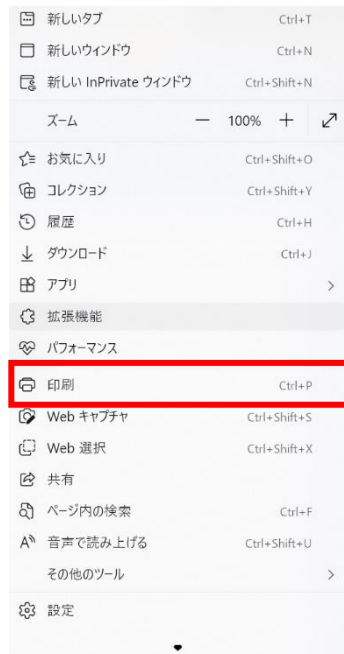 新しいタブ Ctrl+T
新しいウィンドウ Ctrl+N
新しい InPrivate ウィンドウ Ctrl+Shift+N
ズーム — 100% +
お気に入り Ctrl+Shift+O
コレクション Ctrl+Shift+Y
履歴 Ctrl+H
ダウンロード Ctrl+J
アプリ
拡張機能
パフォーマンス
印刷 Ctrl+P
Web キャプチャ Ctrl+Shift+S
Web 選択 Ctrl+Shift+X
共有
ページ内の検索 Ctrl+F
音声で読み上げる Ctrl+Shift+U
その他のツール
設定